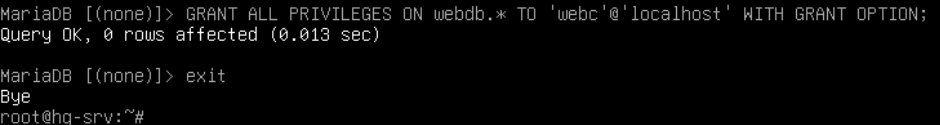 MariaDB [(none)]> GRANT ALL PRIVILEGES ON webdb.* TO 'webc'@'localhost' WITH GRANT OPTION;
Query OK, 0 rows affected (0.013 sec)
MariaDB [(none)]> exit
Bye
root@hq-srv:~#